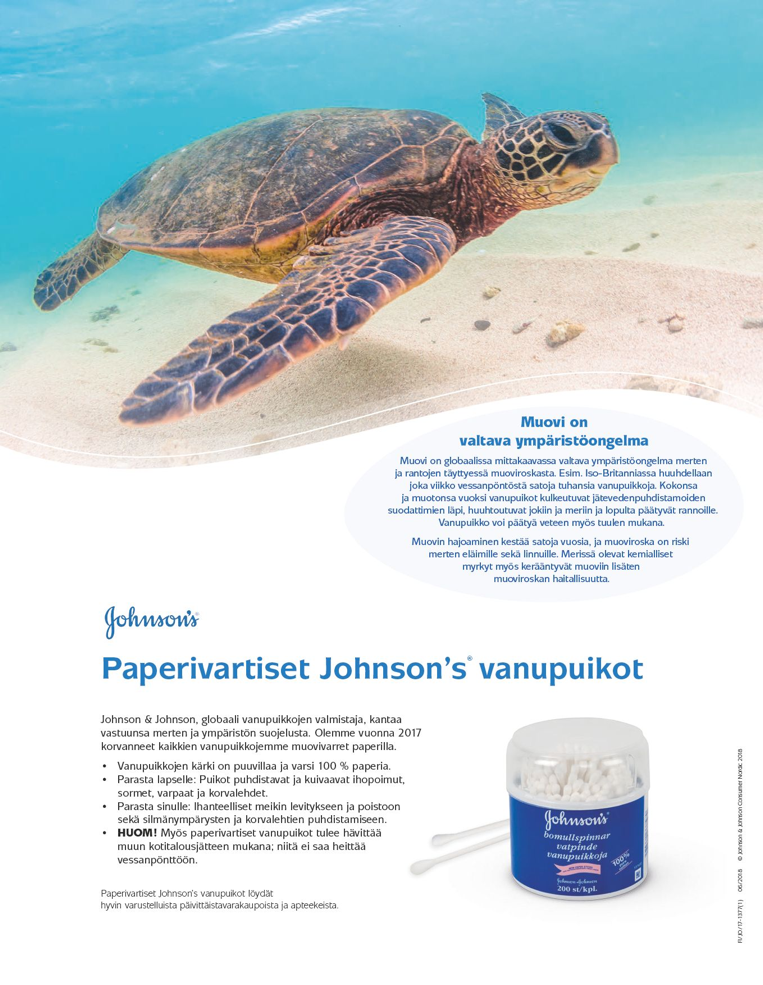 Muovi on
valtava ympäristöongelma
Muovi on globaalissa mittakaavassa valtava ympäristöongelma merten
ja rantojen täyttyessä muoviroskasta. Esim. Iso-Britanniassa huuhdellaan
joka viikko vessanpöntöstä satoja tuhansia vanupuikkoja. Kokonsa
ja muotonsa vuoksi vanupuikot kulkeutuvat jätevedenpuhdistamoiden
suodattimien läpi, huuhtoutuvat jokiin ja meriin ja lopulta päätyvät rannoille.
Vanupuikko voi päätyä veteen myös tuulen mukana.
Muovin hajoaminen kestää satoja vuosia, ja muoviroska on riski
merten eläimille sekä linnuille. Merissä olevat kemialliset
myrkyt myös kerääntyvät muoviin lisäten
muoviroskan haitallisuutta.
Johnson's®
Paperivartiset Johnson's® vanupuikot
Johnson & Johnson, globaali vanupuikkojen valmistaja, kantaa
vastuunsa merten ja ympäristön suojelusta. Olemme vuonna 2017
korvanneet kaikkien vanupuikkojemme muovivarret paperilla.
• Vanupuikkojen kärki on puuvillaa ja varsi 100 % paperia.
• Parasta lapselle: Puikot puhdistavat ja kuivaavat ihopoimut,
sormet, varpaat ja korvalehdet.
• Parasta sinulle: Ihanteelliset meikin levitykseen ja poistoon
sekä silmänympärysten ja korvalehtien puhdistamiseen.
• HUOM! Myös paperivartiset vanupuikot tulee hävittää
muun kotitalousjätteen mukana; niitä ei saa heittää
vessanpönttöön.
Paperivartiset Johnson's vanupuikot löydät
hyvin varustelluista päivittäistavarakaupoista ja apteekeista.
Johnson's
bomullspinnar
vatpinde
vanupuikkoja
100%
Johnson & Johnson
200 st/kpl.
FI/JO/17-1377(1) 06/2018 © Johnson & Johnson Consumer Nordic 2018